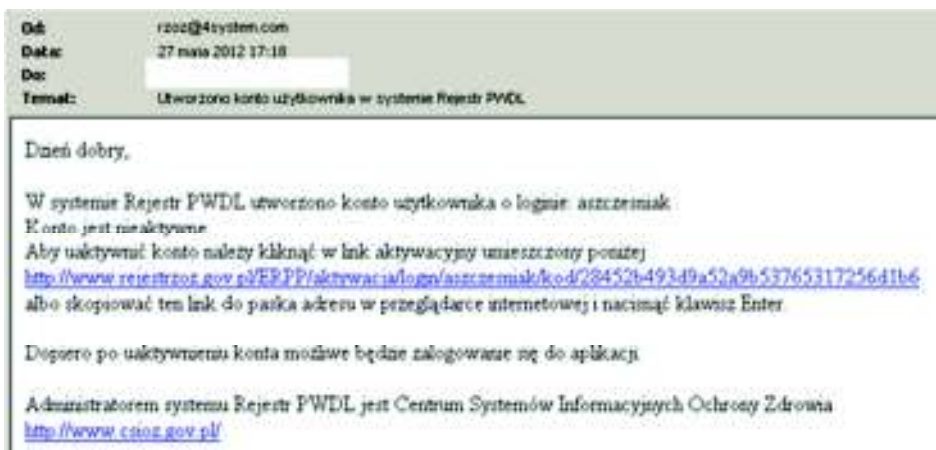 Od: rzoz@4system.com
Data: 27 maja 2012 17:18
Do:
Temat: Utworzono konto użytkownika w systemie Rejestr PWDL
Dzień dobry,
W systemie Rejestr PWDL utworzono konto użytkownika o loginie: aszczesniak
Konto jest nieaktywne
Aby uaktywnić konto należy kliknąć w link aktywacyjny umieszczony poniżej
http://www.rejestrzoz.gov.pl/ERPP/aktywacja/login/aszczesniak/kod/28452b493d9a52a9b53765317256d1b6
albo skopiować ten link do paska adresu w przeglądarce internetowej i nacisnąć klawisz Enter.
Dopiero po uaktywnieniu konta możliwe będzie zalogowanie się do aplikacji
Administratorem systemu Rejestr PWDL jest Centrum Systemów Informacyjnych Ochrony Zdrowia
http://www.csioz.gov.pl/